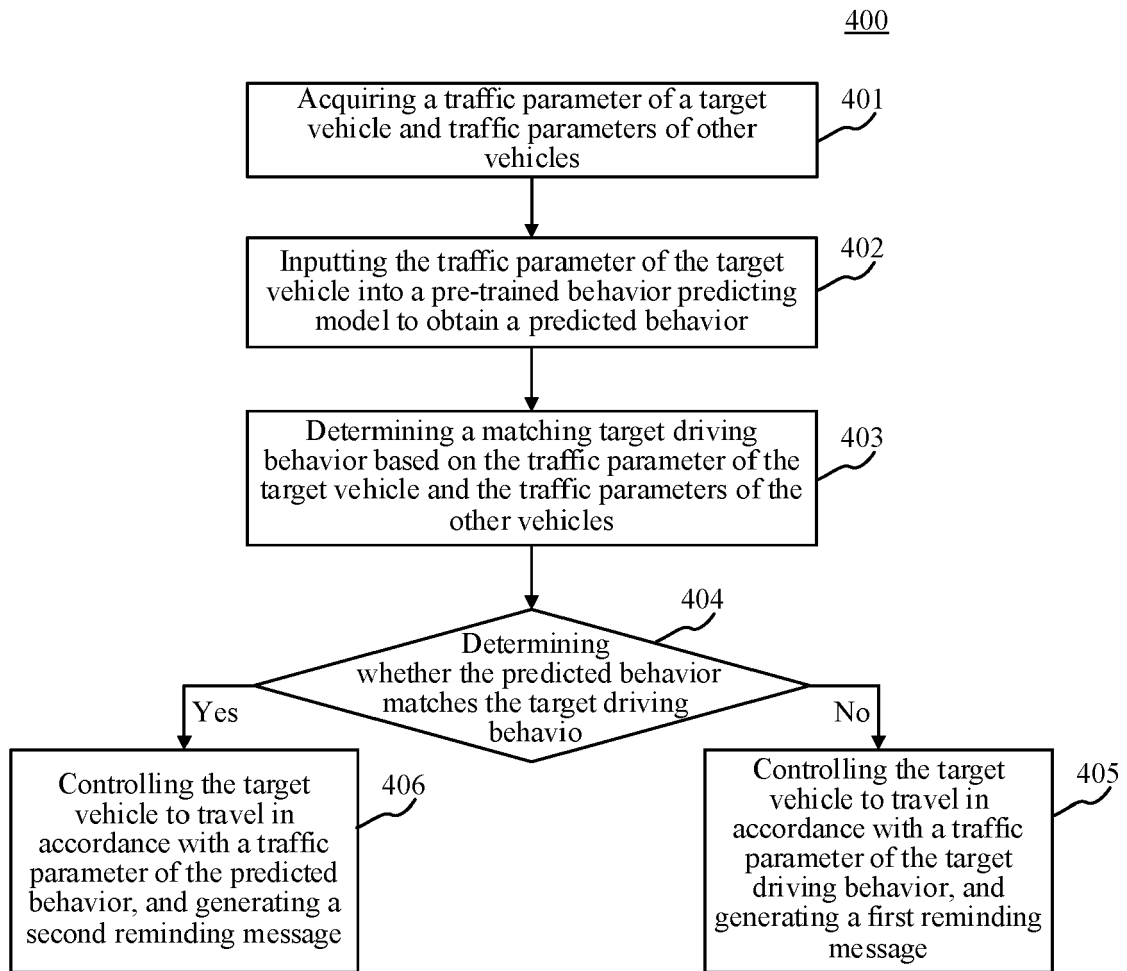 400
Acquiring a traffic parameter of a target
vehicle and traffic parameters of other
vehicles
401
Inputting the traffic parameter of the target
vehicle into a pre-trained behavior predicting
model to obtain a predicted behavior
402
Determining a matching target driving
behavior based on the traffic parameter of the
target vehicle and the traffic parameters of the
other vehicles
403
404
Determining
whether the predicted behavior
matches the target driving
behavio
Yes
No
Controlling the target
vehicle to travel in
accordance with a traffic
parameter of the predicted
behavior, and generating a
second reminding message
406
Controlling the target
vehicle to travel in
accordance with a traffic
parameter of the target
driving behavior, and
generating a first reminding
message
405